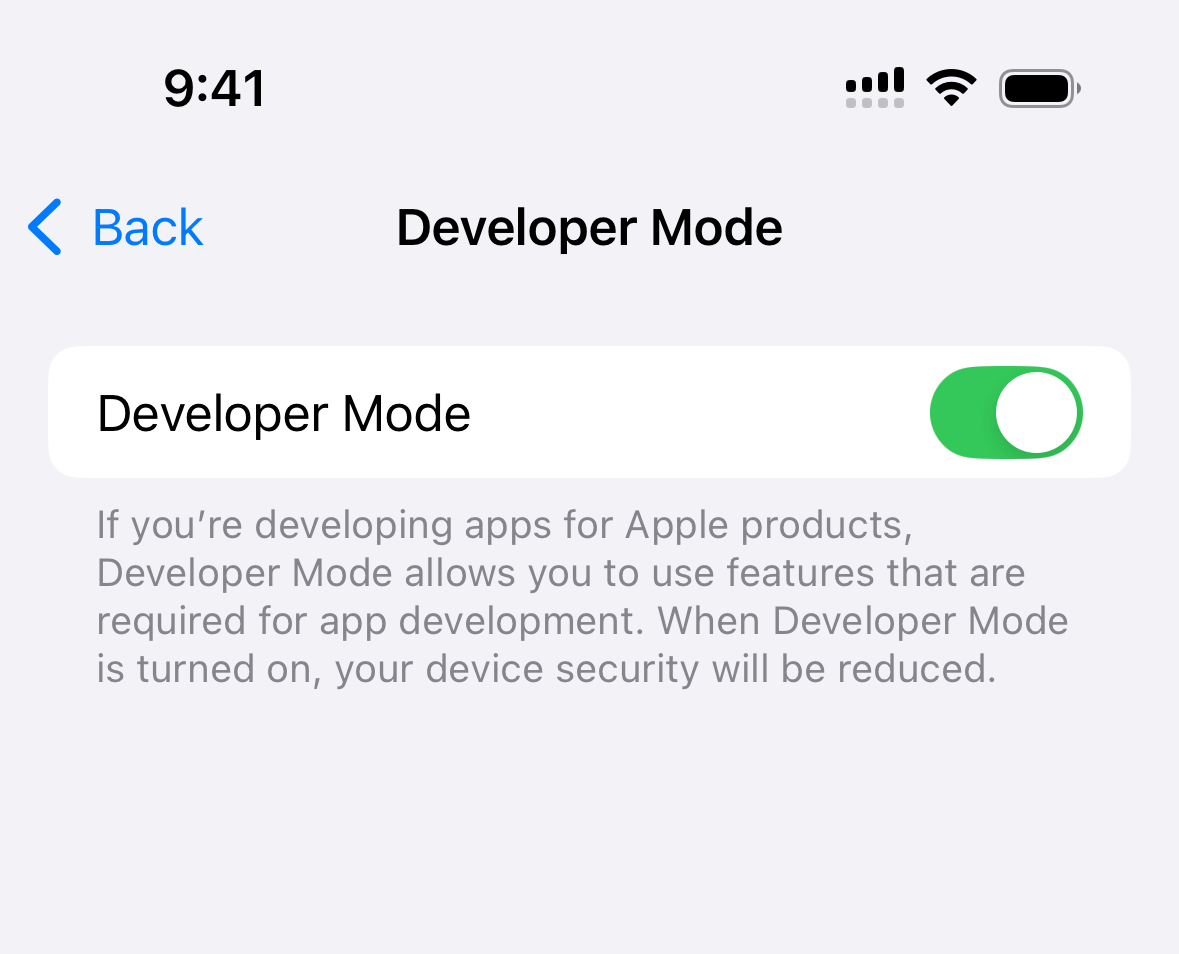 9:41
Back
Developer Mode
Developer Mode
If you’re developing apps for Apple products,
Developer Mode allows you to use features that are
required for app development. When Developer Mode
is turned on, your device security will be reduced.